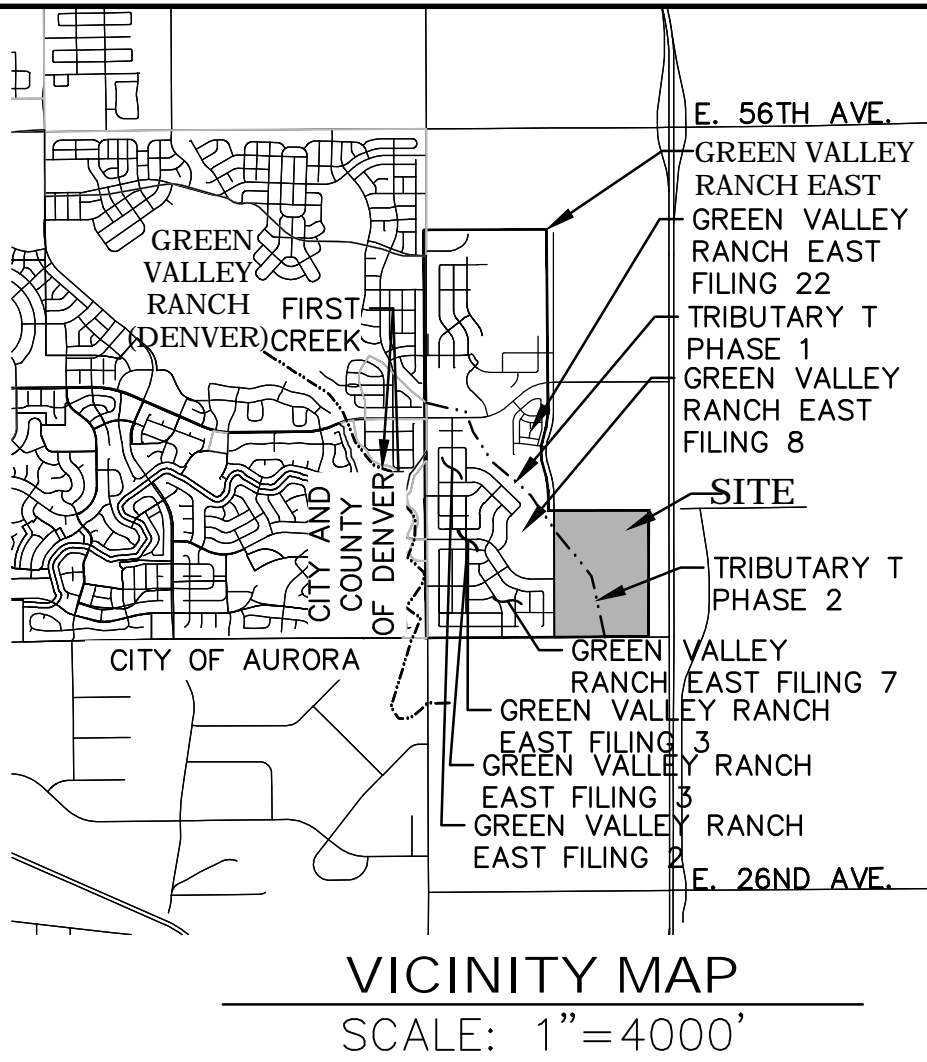 E. 56TH AVE.
GREEN VALLEY
RANCH EAST
GREEN VALLEY
RANCH EAST
FILING 22
TRIBUTARY T
PHASE 1
GREEN VALLEY
RANCH EAST
FILING 8
SITE
TRIBUTARY T
PHASE 2
GREEN
VALLEY
RANCH
(DENVER)
FIRST
CREEK
CITY AND
COUNTY
OF DENVER
CITY OF AURORA
GREEN VALLEY
RANCH EAST FILING 7
GREEN VALLEY RANCH
EAST FILING 3
GREEN VALLEY RANCH
EAST FILING 3
GREEN VALLEY RANCH
EAST FILING 2
E. 26ND AVE.
VICINITY MAP
SCALE: 1"=4000'